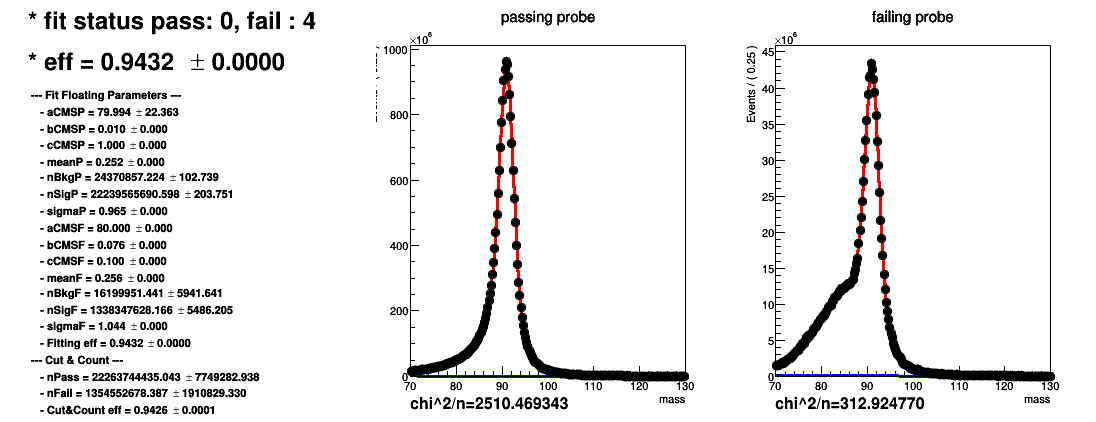 * fit status pass: 0, fail : 4
* eff = 0.9432 ± 0.0000
--- Fit Floating Parameters ---
- aCMSP = 79.994 ± 22.363
- bCMSP = 0.010 ± 0.000
- cCMSP = 1.000 ± 0.000
- meanP = 0.252 ± 0.000
- nBkgP = 24370857.224 ± 102.739
- nSigP = 22239565690.598 ± 203.751
- sigmaP = 0.965 ± 0.000
- aCMSF = 80.000 ± 0.000
- bCMSF = 0.076 ± 0.000
- cCMSF = 0.100 ± 0.000
- meanF = 0.256 ± 0.000
- nBkgF = 16199951.441 ± 5941.641
- nSigF = 1338347628.166 ± 5486.205
- sigmaF = 1.044 ± 0.000
- Fitting eff = 0.9432 ± 0.0000
--- Cut & Count ---
- nPass = 22263744435.043 ± 7749282.938
- nFail = 1354552678.387 ± 1910829.330
- Cut&Count eff = 0.9426 ± 0.0001
passing probe
×10⁶
1000
800
600
400
200
0
70 80 90 100 110 120 130
mass
chi^2/n=2510.469343
failing probe
×10⁶
Events / ( 0.25 )
45
40
35
30
25
20
15
10
5
0
70 80 90 100 110 120 130
mass
chi^2/n=312.924770